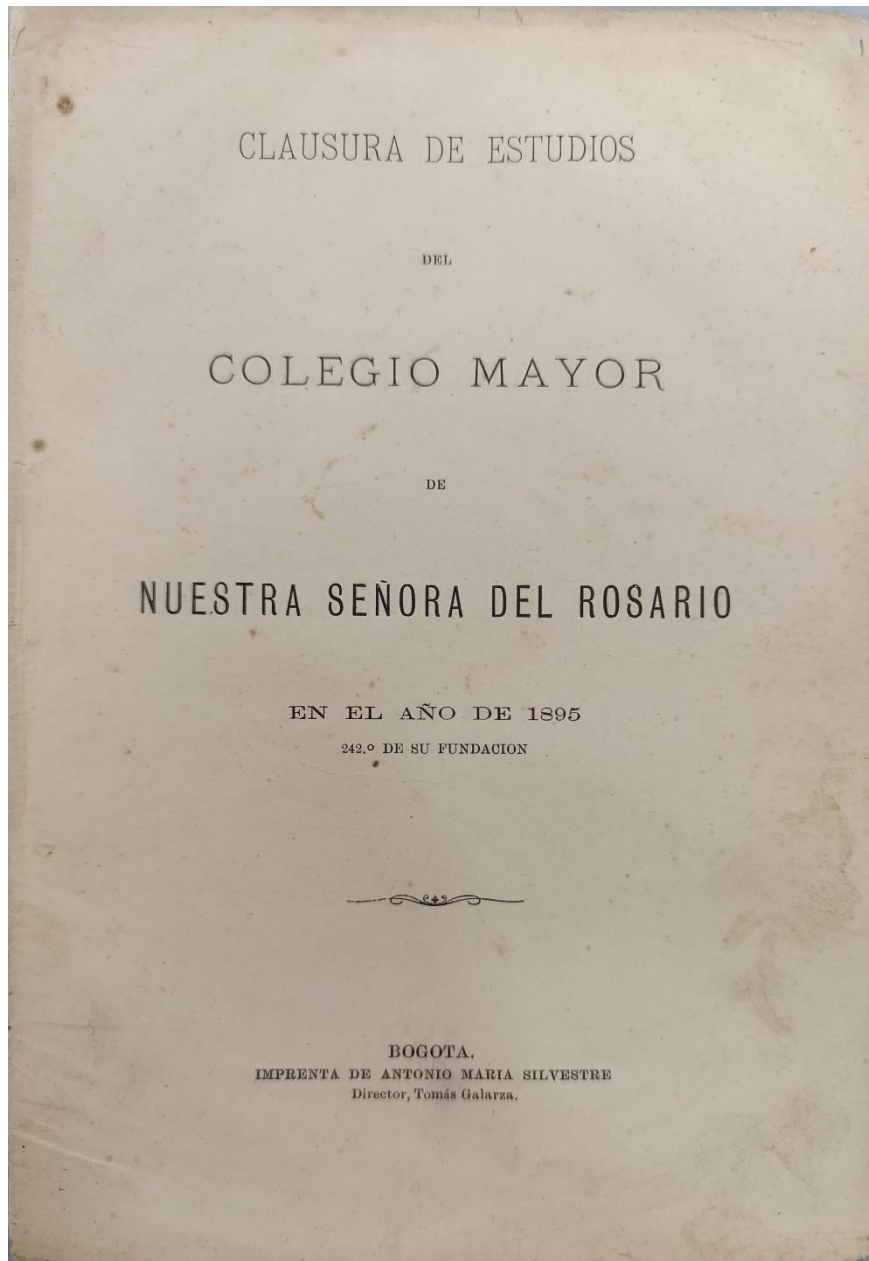 CLAUSURA DE ESTUDIOS
DEL
COLEGIO MAYOR
DE
NUESTRA SEÑORA DEL ROSARIO
EN EL AÑO DE 1895
242.º DE SU FUNDACION
BOGOTA.
IMPRENTA DE ANTONIO MARIA SILVESTRE
Director, Tomás Galarza.